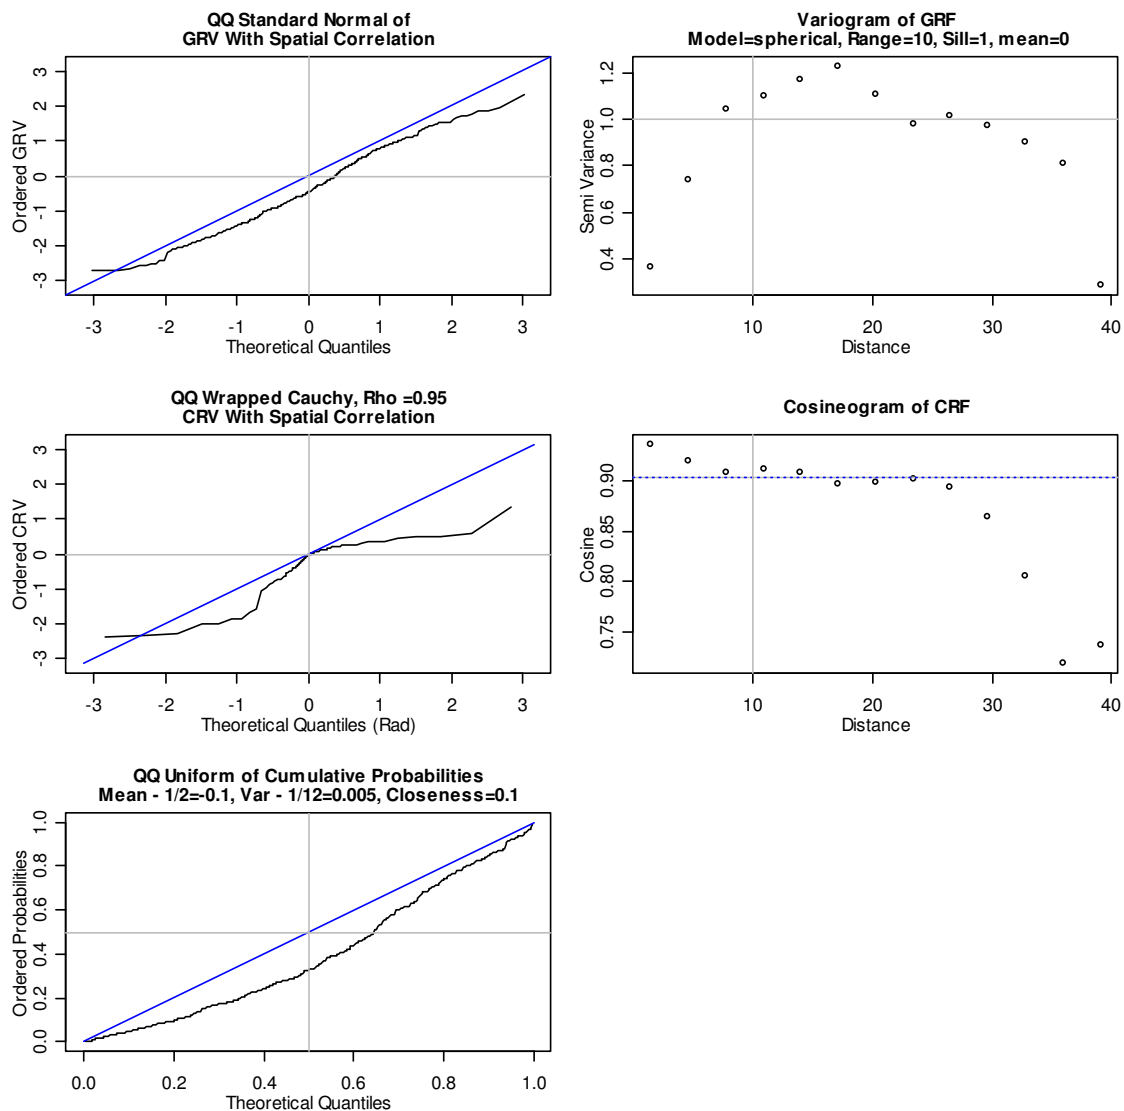 QQ Standard Normal of
GRV With Spatial Correlation
Ordered GRV
3
2
1
0
-1
-2
-3
-3 -2 -1 0 1 2 3
Theoretical Quantiles
Variogram of GRF
Model=spherical, Range=10, Sill=1, mean=0
Semi Variance
1.2
1.0
0.8
0.6
0.4
10 20 30 40
Distance
QQ Wrapped Cauchy, Rho =0.95
CRV With Spatial Correlation
Ordered CRV
3
2
1
0
-1
-2
-3
-3 -2 -1 0 1 2 3
Theoretical Quantiles (Rad)
Cosineogram of CRF
Cosine
0.90
0.85
0.80
0.75
10 20 30 40
Distance
QQ Uniform of Cumulative Probabilities
Mean - 1/2=-0.1, Var - 1/12=0.005, Closeness=0.1
Ordered Probabilities
1.0
0.8
0.6
0.4
0.2
0.0
0.0 0.2 0.4 0.6 0.8 1.0
Theoretical Quantiles